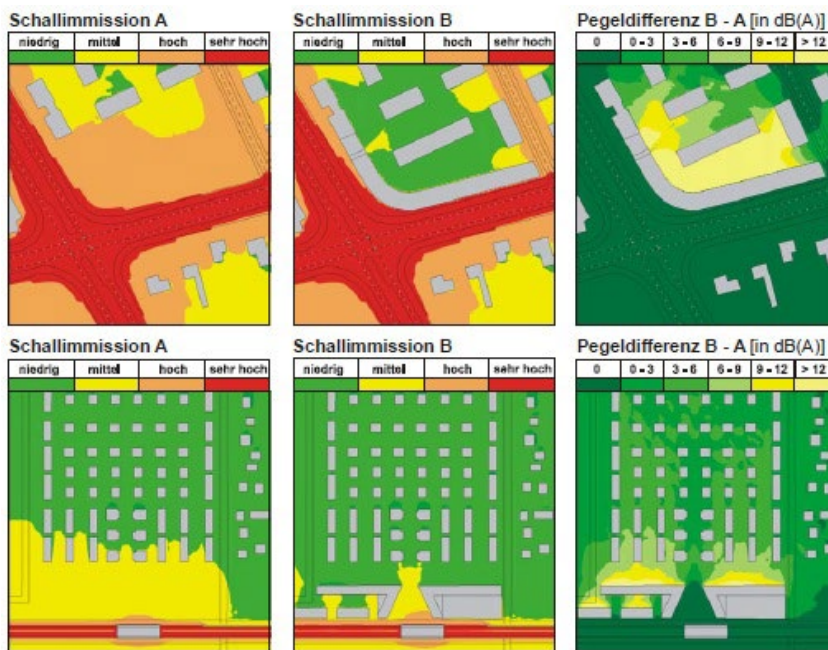 Schallimmission A
Schallimmission B
Pegeldifferenz B - A [in dB(A)]
niedrig mittel hoch sehr hoch
niedrig mittel hoch sehr hoch
0 0 - 3 3 - 6 6 - 9 9 - 12 > 12
Schallimmission A
Schallimmission B
Pegeldifferenz B - A [in dB(A)]
niedrig mittel hoch sehr hoch
niedrig mittel hoch sehr hoch
0 0 - 3 3 - 6 6 - 9 9 - 12 > 12